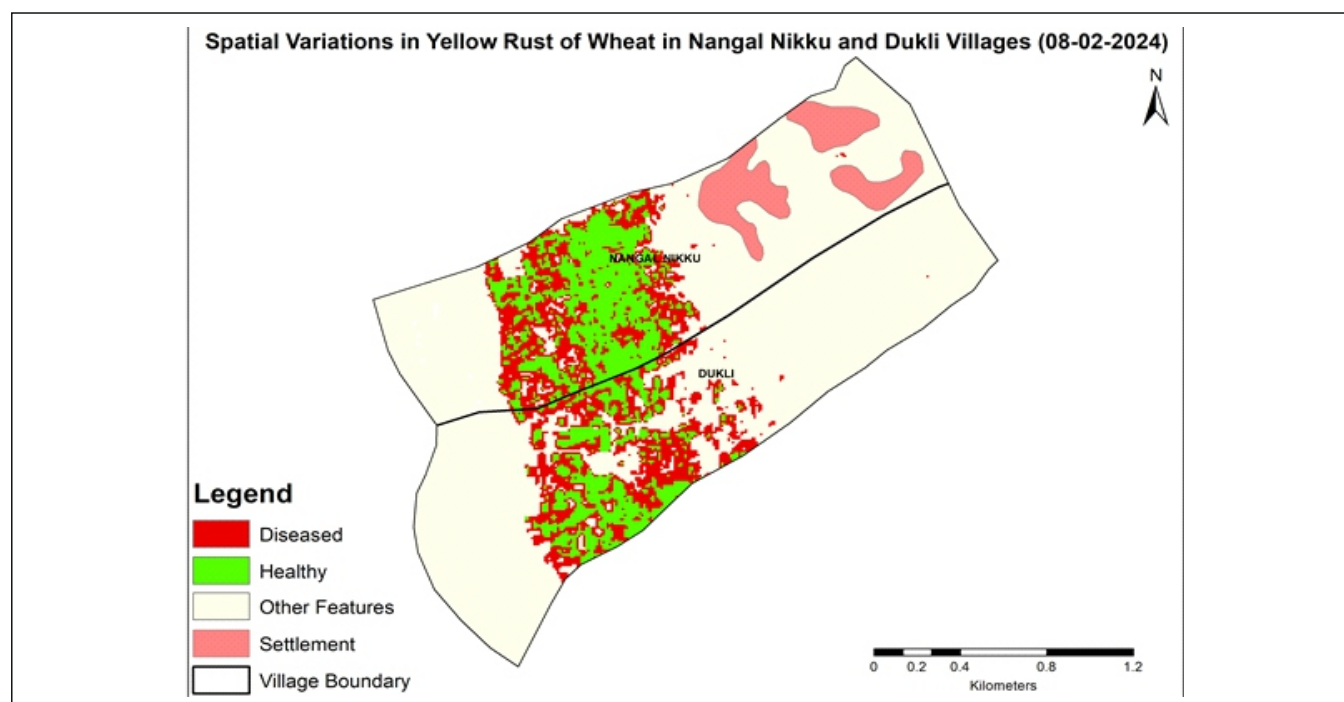 Spatial Variations in Yellow Rust of Wheat in Nangal Nikku and Dukli Villages (08-02-2024)
N
NANGAL NIKKU
DUKLI
Legend
Diseased
Healthy
Other Features
Settlement
Village Boundary
0 0.2 0.4 0.8 1.2
Kilometers